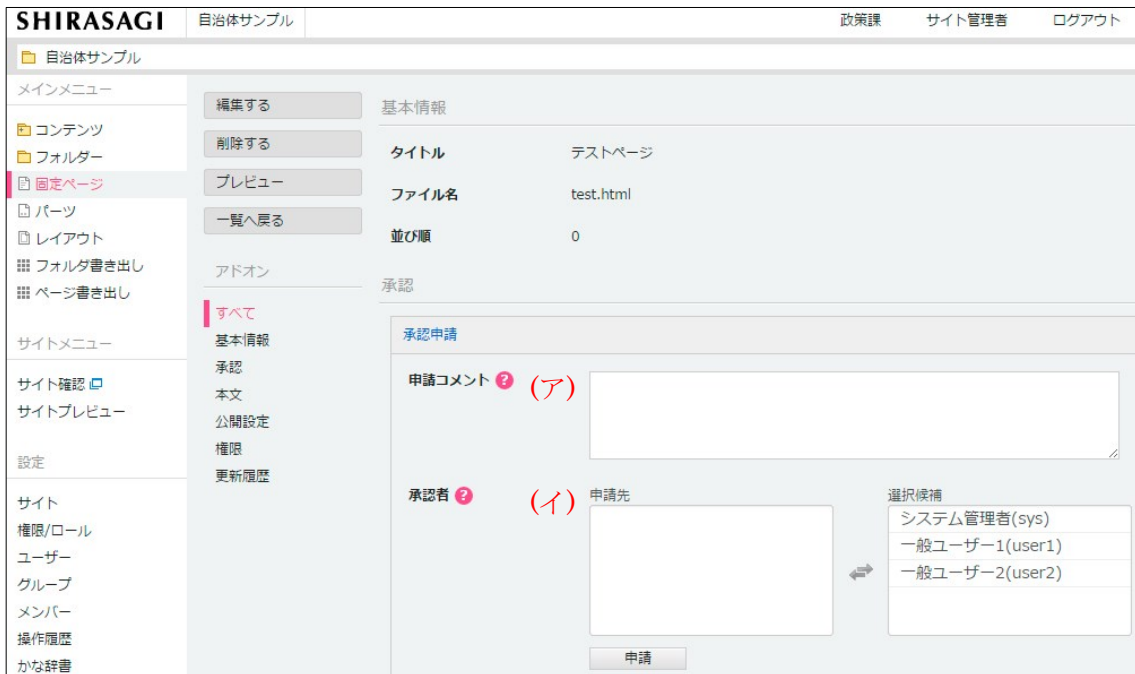 SHIRASAGI 自治体サンプル 政策課 サイト管理者 ログアウト
自治体サンプル
メインメニュー
コンテンツ
フォルダー
固定ページ
パーツ
レイアウト
フォルダ書き出し
ページ書き出し
サイトメニュー
サイト確認
サイトプレビュー
設定
サイト
権限/ロール
ユーザー
グループ
メンバー
操作履歴
かな辞書
編集する
削除する
プレビュー
一覧へ戻る
アドオン
すべて
基本情報
承認
本文
公開設定
権限
更新履歴
基本情報
タイトル テストページ
ファイル名 test.html
並び順 0
承認
承認申請
申請コメント ? (ア)
承認者 ? (イ) 申請先 選択候補
システム管理者(sys)
一般ユーザー1(user1)
一般ユーザー2(user2)
申請